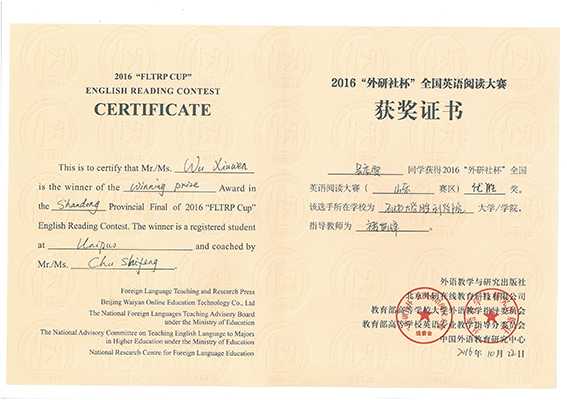 2016 “FLTRP CUP”
ENGLISH READING CONTEST
CERTIFICATE
This is to certify that Mr./Ms. Wu Xinwen
is the winner of the winning prize Award in
the Shandong Provincial Final of 2016 “FLTRP Cup”
English Reading Contest. The winner is a registered student
at Unipus and coached by
Mr./Ms. Chu Shifeng.
Foreign Language Teaching and Research Press
Beijing Waiyan Online Education Technology Co., Ltd
The National Foreign Languages Teaching Advisory Board
under the Ministry of Education
The National Advisory Committee on Teaching English Language to Majors
in Higher Education under the Ministry of Education
National Research Centre for Foreign Language Education
2016 “外研社杯” 全国英语阅读大赛
获奖证书
同学获得2016 “外研社杯” 全国
英语阅读大赛（ 山东 赛区）优胜 奖。
该选手所在学校为 石油大学胜利学院 大学/学院，
指导教师为
外语教学与研究出版社
北京外研在线教育科技有限公司
教育部高等学校大学外语教学指导委员会
教育部高等学校英语专业教学指导分委员会
中国外语教育研究中心
2016 年 10 月 22 日